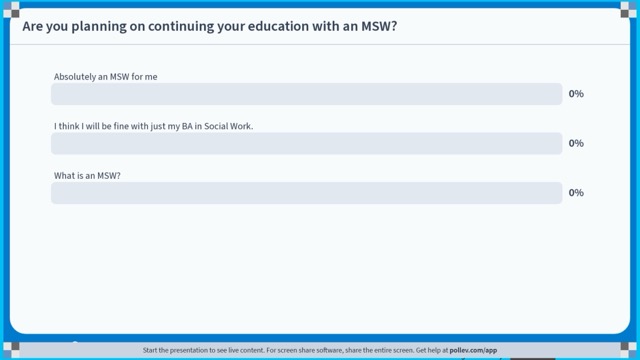 Are you planning on continuing your education with an MSW?
Absolutely an MSW for me
0%
I think I will be fine with just my BA in Social Work.
0%
What is an MSW?
0%
Start the presentation to see live content. For screen share software, share the entire screen. Get help at pollev.com/app